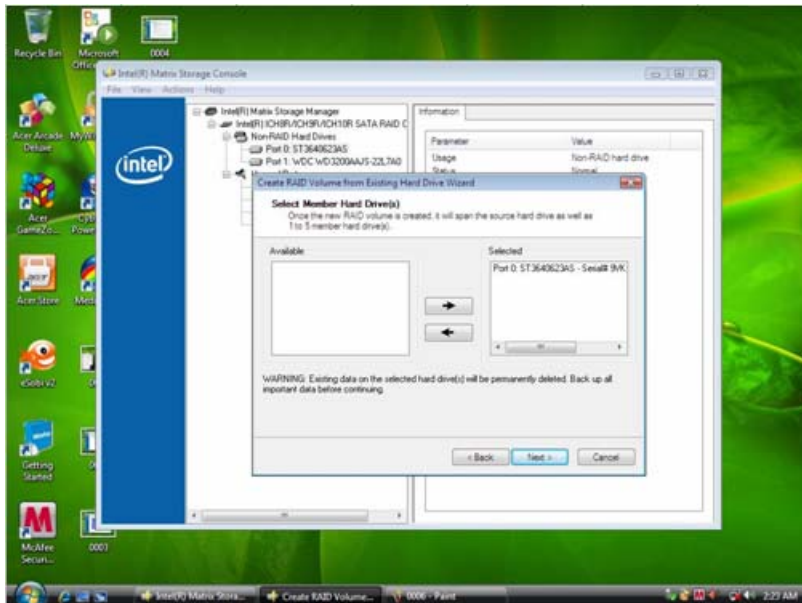 Recycle Bin
Microsoft
Office
0004
Acer Arcade
Deluxe
Acer
GameZo...
Acer Store
eSobi v2
Getting
Started
McAfee
Securi...
0003
Intel(R) Matrix Storage Console
File View Actions Help
intel
Intel(R) Matrix Storage Manager
Intel(R) ICH8R/ICH9R/ICH10R SATA RAID C
Non-RAID Hard Drives
Port 0: ST3640623AS
Port 1: WDC WD3200AAJS-22L7A0
Information
Parameter Value
Usage Non-RAID hard drive
Status Normal
Create RAID Volume from Existing Hard Drive Wizard
Select Member Hard Drive(s)
Once the new RAID volume is created, it will span the source hard drive as well as
1 to 5 member hard drive(s).
Available
Selected
Port 0: ST3640623AS - Serial# 9VK
WARNING: Existing data on the selected hard drive(s) will be permanently deleted. Back up all
important data before continuing.
< Back Next > Cancel
Intel(R) Matrix Stora...
Create RAID Volume...
0006 - Paint
2:23 AM